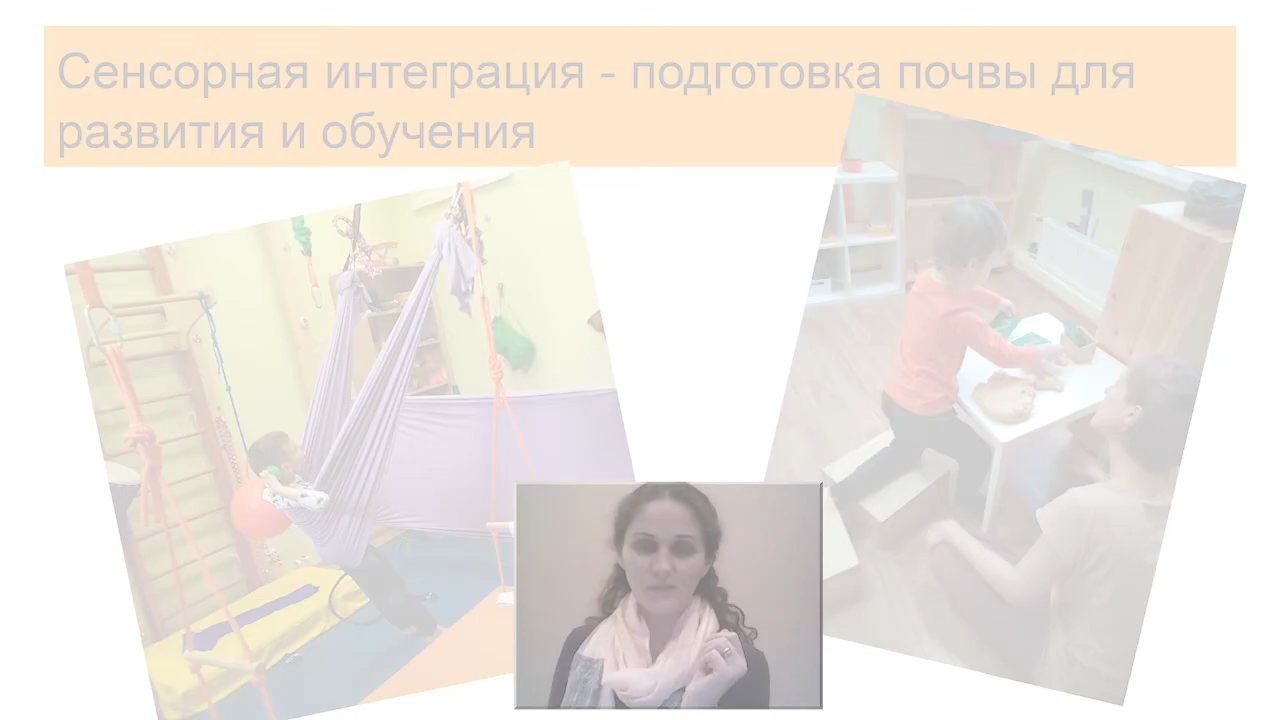 Сенсорная интеграция - подготовка почвы для
развития и обучения